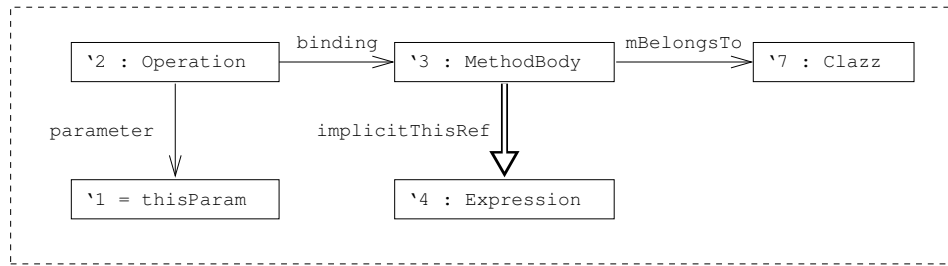 binding
mBelongsTo
‵2 : Operation
‵3 : MethodBody
‵7 : Clazz
parameter
implicitThisRef
‵1 = thisParam
‵4 : Expression